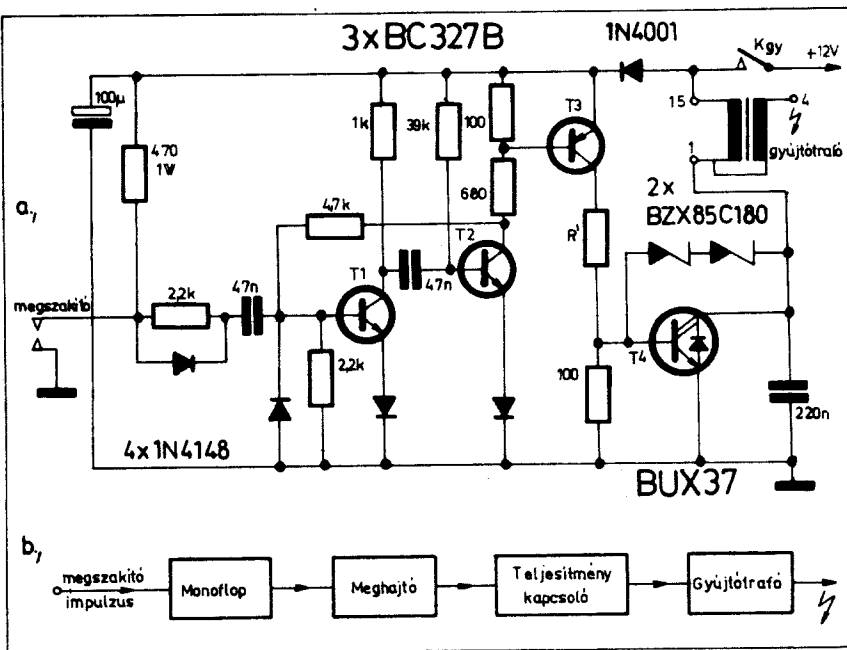 3xBC327B
1N4001
Kgy
+12V
100µ
470
1W
1k
39k
100
T3
15
4
1
gyújtótrafó
680
2x
BZX85C180
a,
4,7k
T2
R'
T1
47n
megszakító
2,2k
47n
2,2k
T4
100
220n
4x1N4148
BUX37
b,
megszakító
impulzus
Monoflop
Meghajtó
Teljesítmény
kapcsoló
Gyújtótrafó